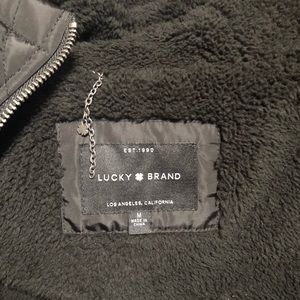 EST.1990
LUCKY BRAND
LOS ANGELES, CALIFORNIA
M
MADE IN
CHINA